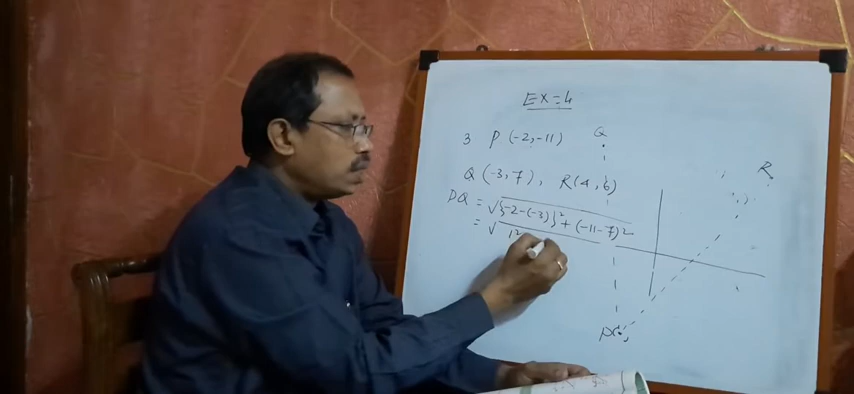 EX=4
3 P (-2,-11)
Q (-3,7), R(4,6)
PQ = √{-2-(-3)}² + (-11-7)²
= √1²
Q
R
P